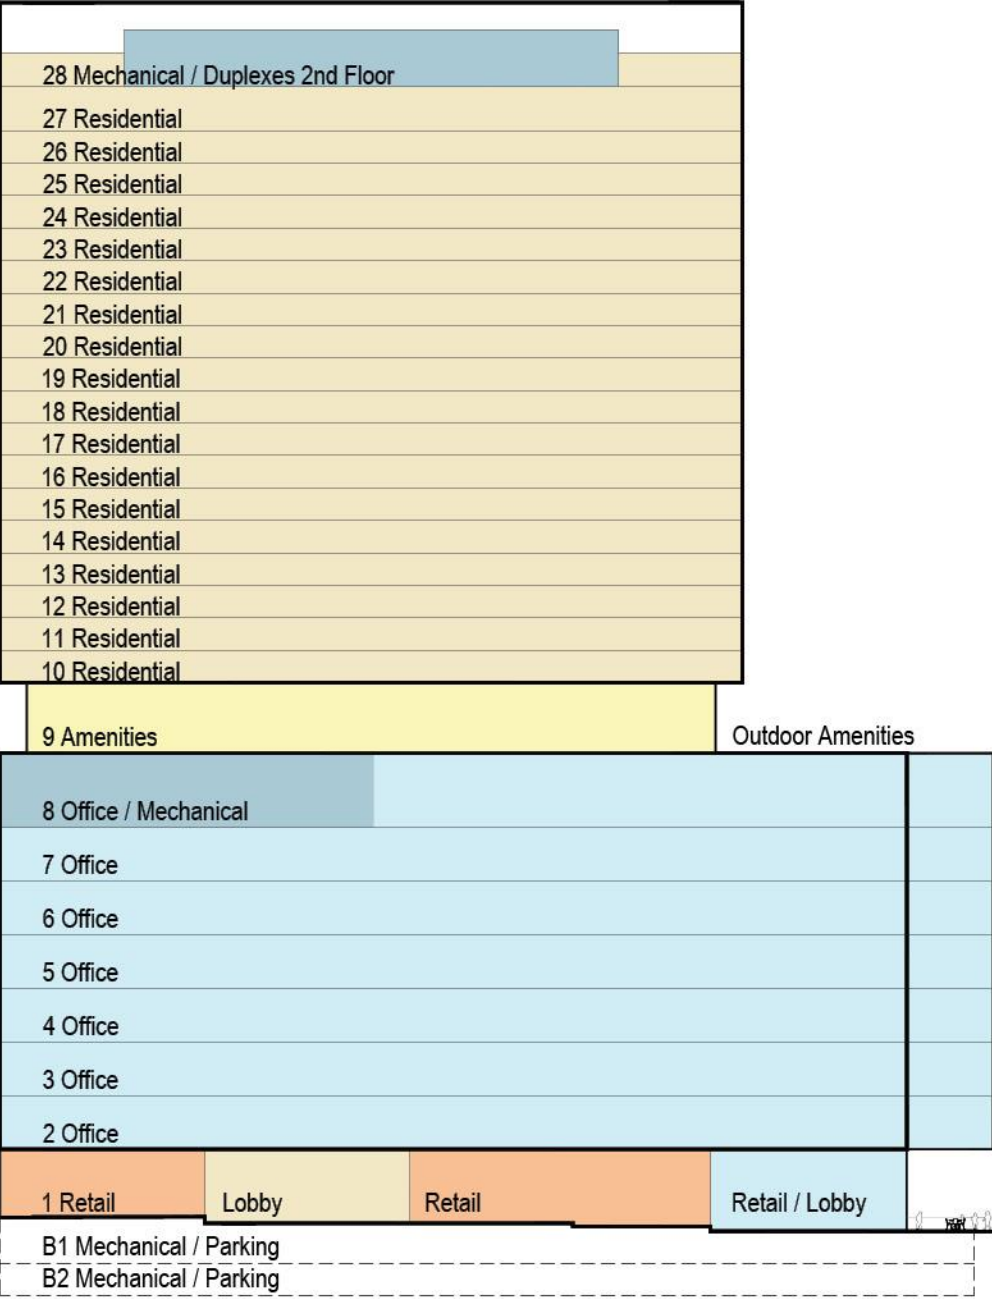 28 Mechanical / Duplexes 2nd Floor
27 Residential
26 Residential
25 Residential
24 Residential
23 Residential
22 Residential
21 Residential
20 Residential
19 Residential
18 Residential
17 Residential
16 Residential
15 Residential
14 Residential
13 Residential
12 Residential
11 Residential
10 Residential
9 Amenities
Outdoor Amenities
8 Office / Mechanical
7 Office
6 Office
5 Office
4 Office
3 Office
2 Office
1 Retail
Lobby
Retail
Retail / Lobby
B1 Mechanical / Parking
B2 Mechanical / Parking